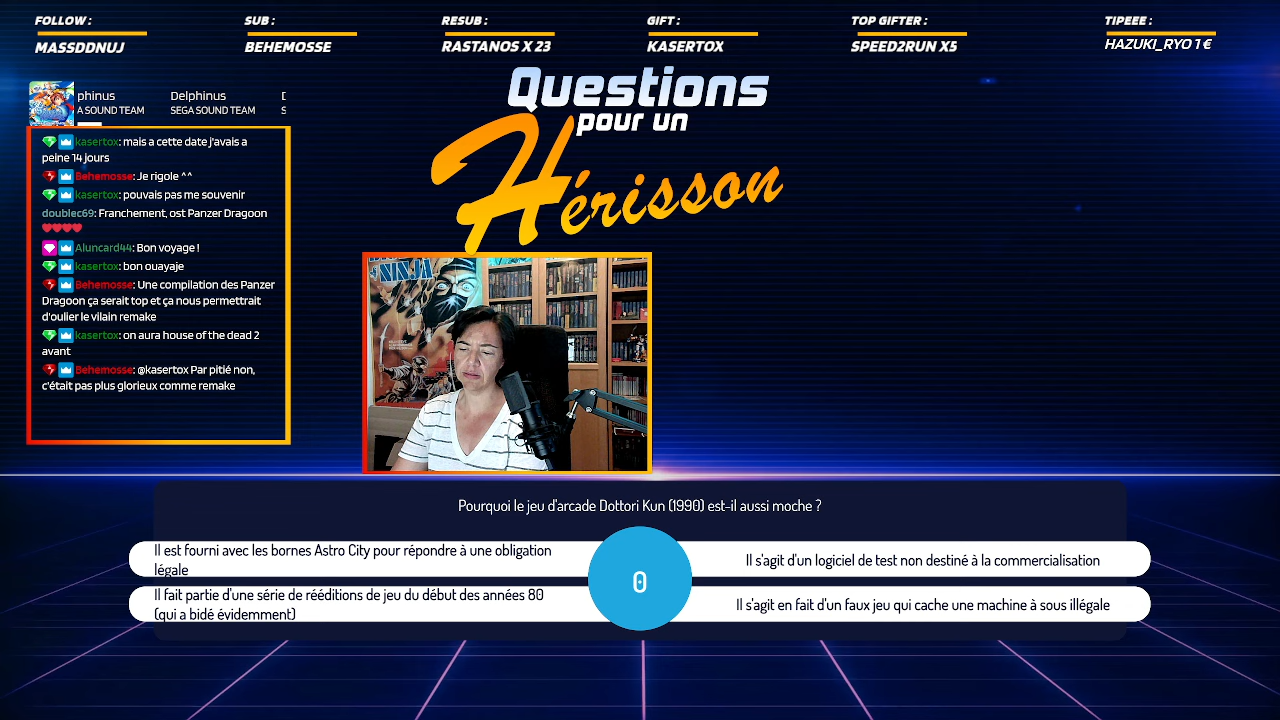 FOLLOW :
MASSDDNUJ
SUB :
BEHEMOSSE
RESUB :
RASTANOS X 23
GIFT :
KASERTOX
TOP GIFTER :
SPEED2RUN X5
TIPEEE :
HAZUKI_RYO 1 €
phinus
A SOUND TEAM
Delphinus
SEGA SOUND TEAM
Questions
pour un
Hérisson
kasertox: mais a cette date j'avais a
peine 14 jours
Behemosse: Je rigole ^^
kasertox: pouvais pas me souvenir
doublec69: Franchement, ost Panzer Dragoon
Aluncard44: Bon voyage !
kasertox: bon ouayaje
Behemosse: Une compilation des Panzer
Dragoon ça serait top et ça nous permettrait
d'oulier le vilain remake
kasertox: on aura house of the dead 2
avant
Behemosse: @kasertox Par pitié non,
c'était pas plus glorieux comme remake
NINJA
Pourquoi le jeu d'arcade Dottori Kun (1990) est-il aussi moche ?
Il est fourni avec les bornes Astro City pour répondre à une obligation
légale
Il s'agit d'un logiciel de test non destiné à la commercialisation
0
Il fait partie d'une série de rééditions de jeu du début des années 80
(qui a bidé évidemment)
Il s'agit en fait d'un faux jeu qui cache une machine à sous illégale